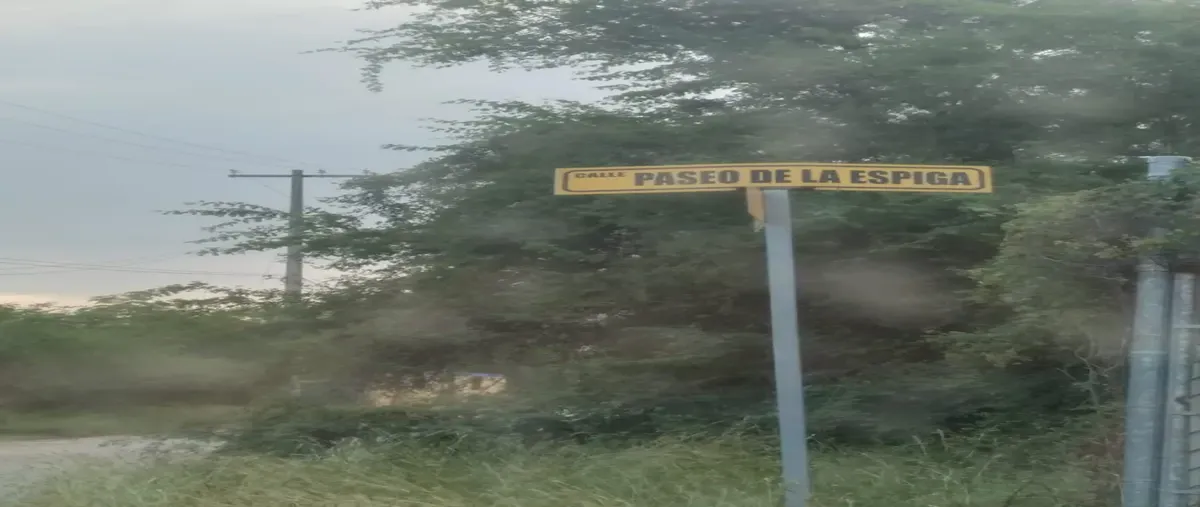 CALLE PASEO DE LA ESPIGA